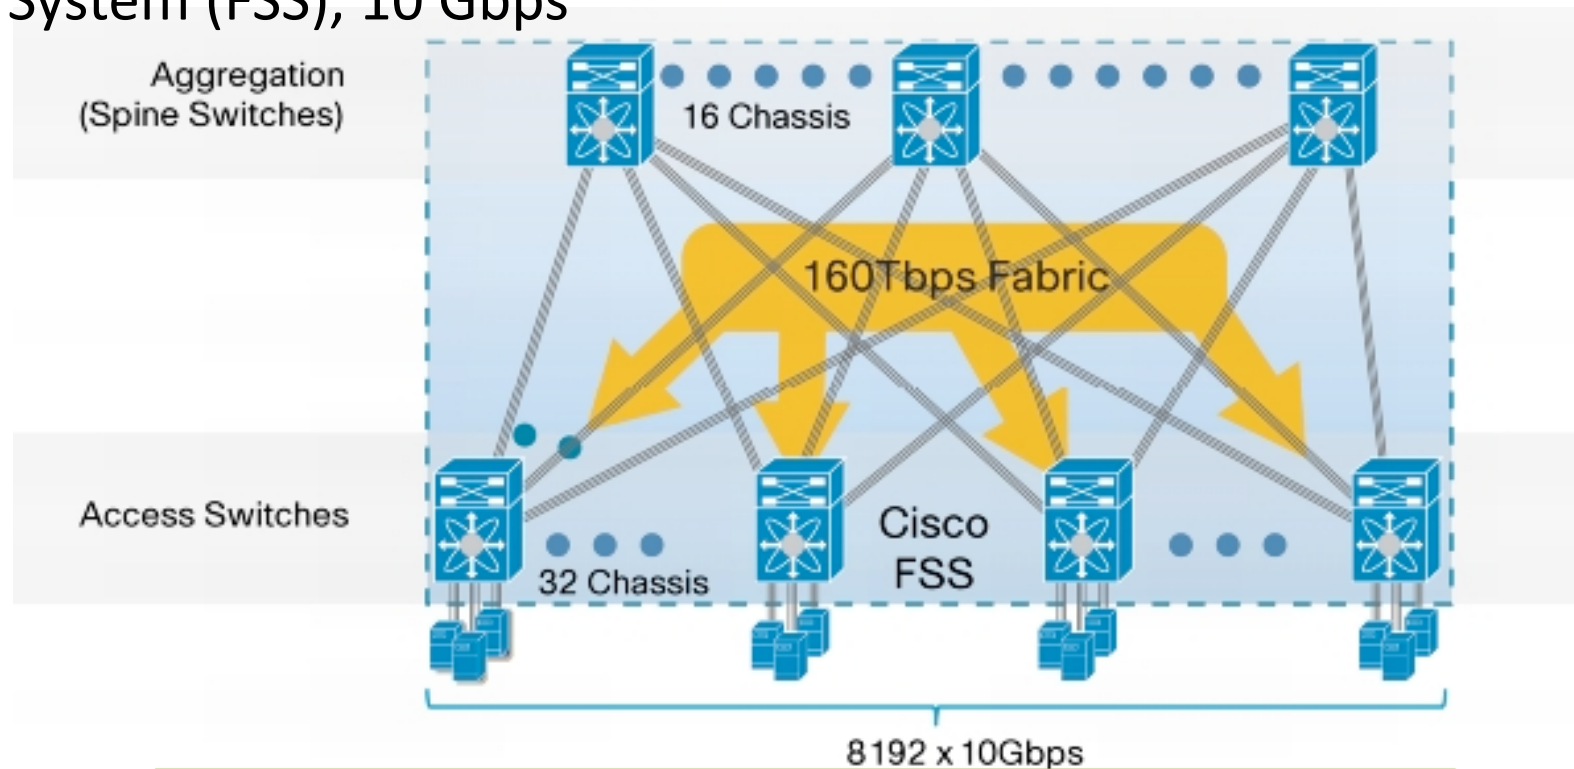 System (FSS), 10 Gbps
Aggregation
(Spine Switches)
16 Chassis
160Tbps Fabric
Access Switches
Cisco
FSS
32 Chassis
8192 x 10Gbps